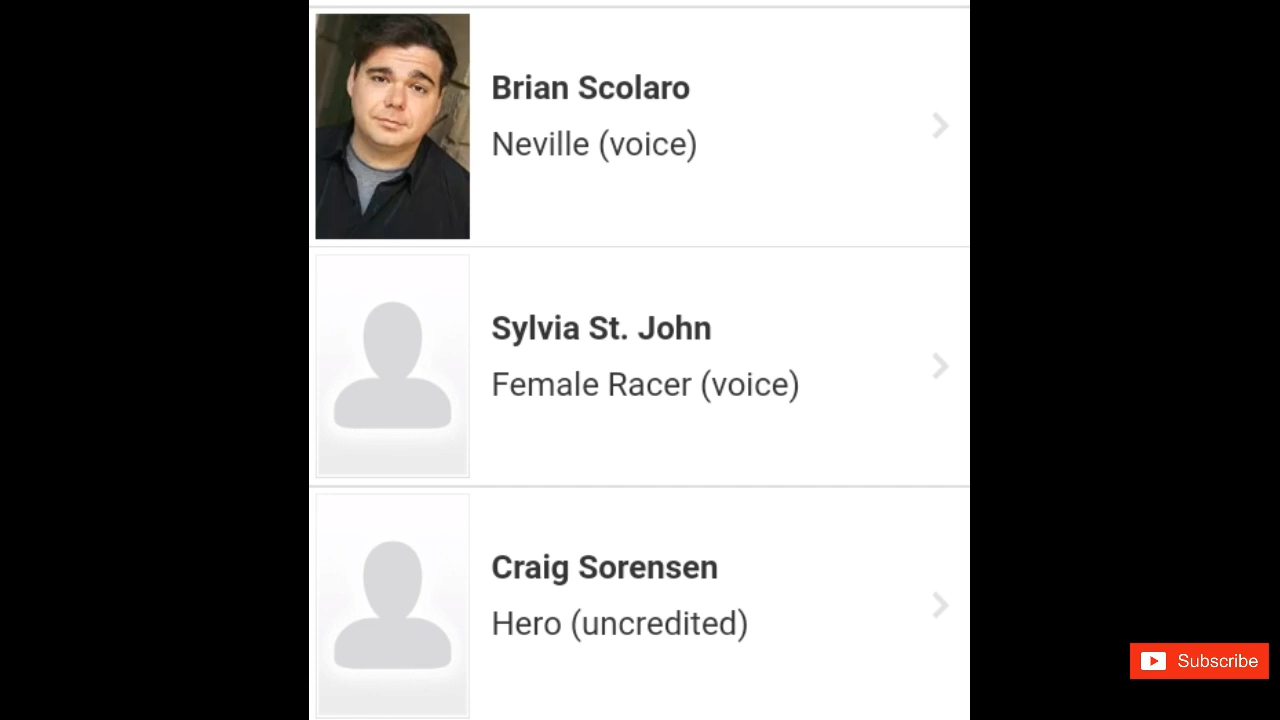 Brian Scolaro
Neville (voice)
Sylvia St. John
Female Racer (voice)
Craig Sorensen
Hero (uncredited)
Subscribe